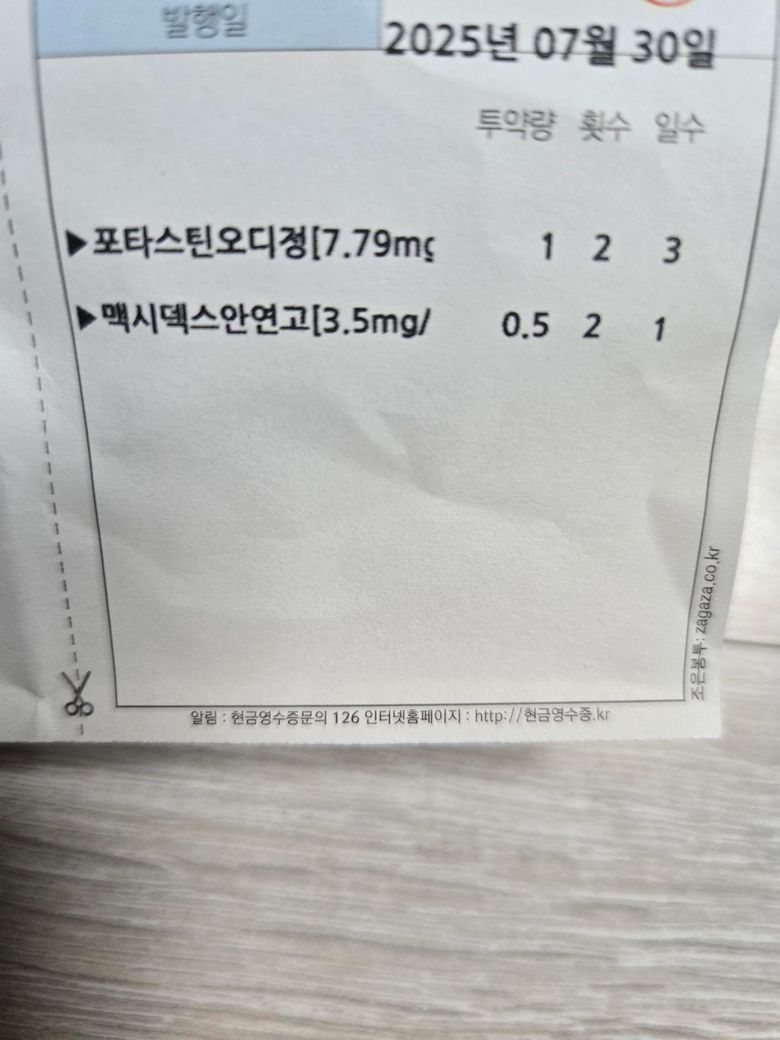 발행일 2025년 07월 30일
투약량 횟수 일수
▶포타스틴오디정[7.79mg 1 2 3
▶맥시덱스안연고[3.5mg/ 0.5 2 1
조은봉투: zagaza.co.kr
알림 : 현금영수증문의 126 인터넷홈페이지 : http://현금영수증.kr